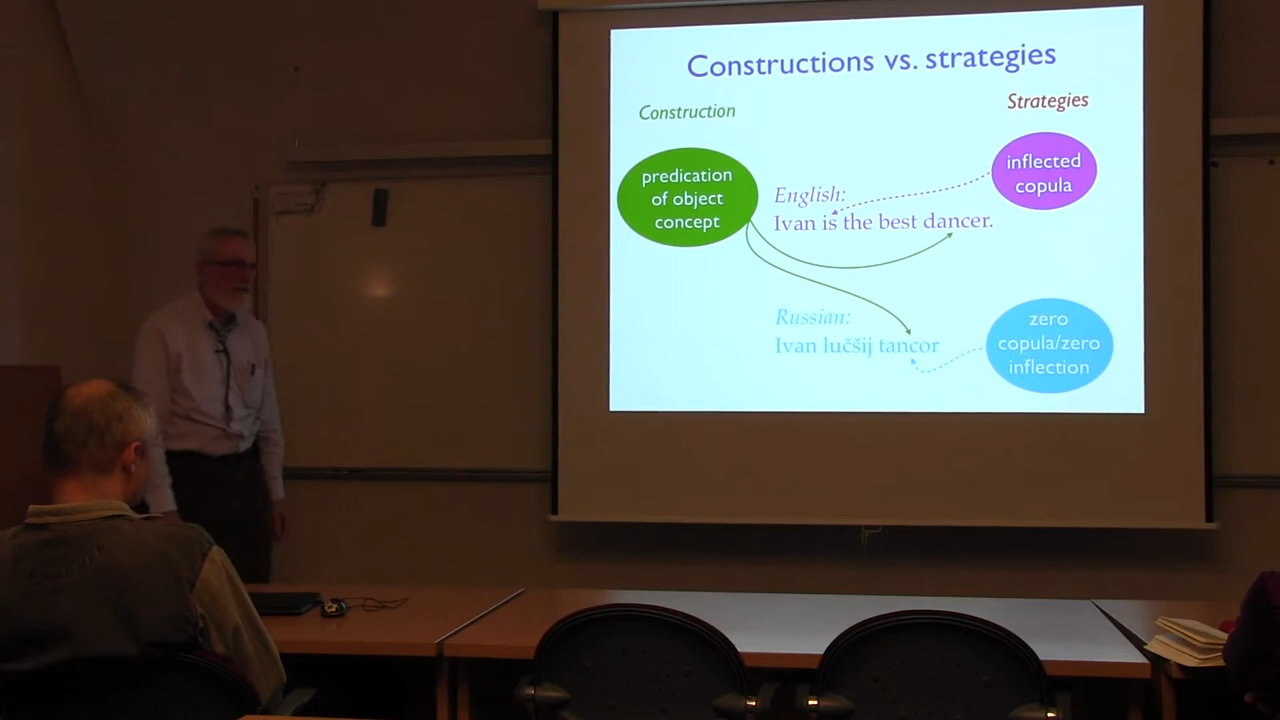 Constructions vs. strategies
Construction
Strategies
predication
of object
concept
inflected
copula
English:
Ivan is the best dancer.
Russian:
Ivan lučšij tancor
zero
copula/zero
inflection